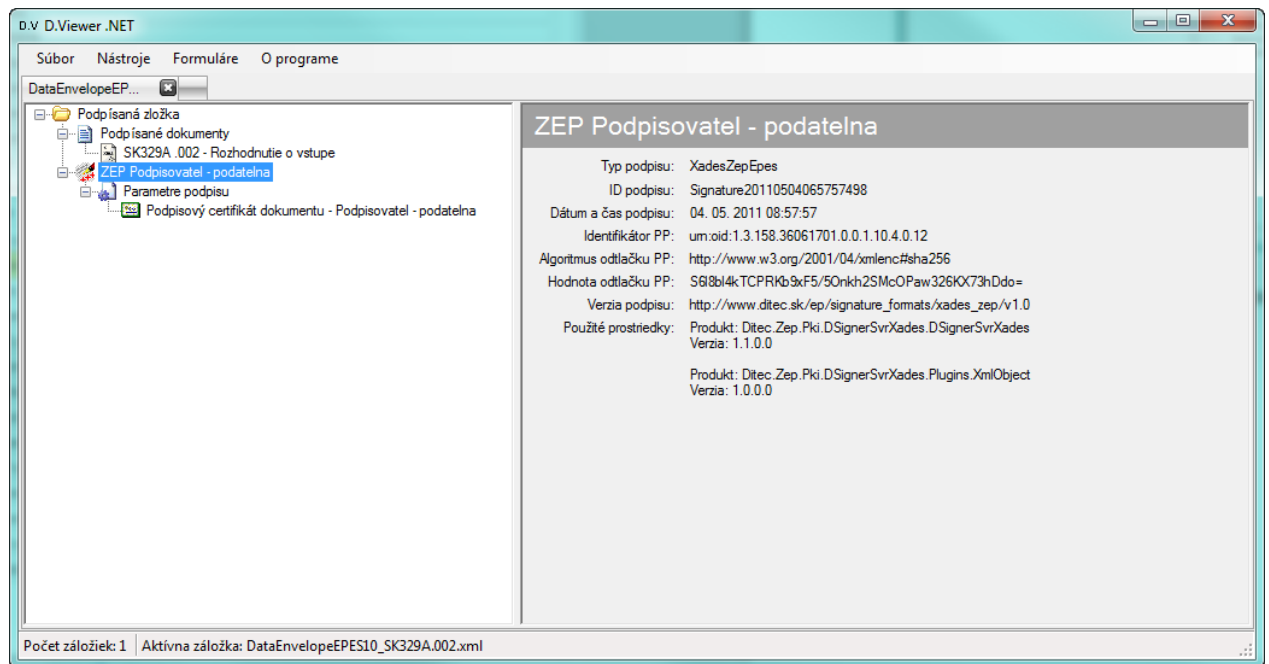 D.V D.Viewer .NET
Súbor Nástroje Formuláre O programe
DataEnvelopeEP...
Podpísaná zložka
Podpísané dokumenty
SK329A .002 - Rozhodnutie o vstupe
ZEP Podpisovatel - podatelna
Parametre podpisu
Podpisový certifikát dokumentu - Podpisovatel - podatelna
ZEP Podpisovatel - podatelna
Typ podpisu: XadesZepEpes
ID podpisu: Signature20110504065757498
Dátum a čas podpisu: 04. 05. 2011 08:57:57
Identifikátor PP: urn:oid:1.3.158.36061701.0.0.1.10.4.0.12
Algoritmus odtlačku PP: http://www.w3.org/2001/04/xmlenc#sha256
Hodnota odtlačku PP: S6I8bl4kTCPRKb9xF5/5Onkh2SMcOPaw326KX73hDdo=
Verzia podpisu: http://www.ditec.sk/ep/signature_formats/xades_zep/v1.0
Použité prostriedky: Produkt: Ditec.Zep.Pki.DSignerSvrXades.DSignerSvrXades
Verzia: 1.1.0.0
Produkt: Ditec.Zep.Pki.DSignerSvrXades.Plugins.XmlObject
Verzia: 1.0.0.0
Počet záložiek: 1 Aktívna záložka: DataEnvelopeEPES10_SK329A.002.xml